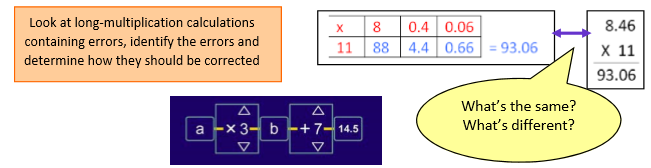 Look at long-multiplication calculations
containing errors, identify the errors and
determine how they should be corrected
x 8 0.4 0.06
11 88 4.4 0.66 = 93.06
8.46
X 11
93.06
What's the same?
What's different?
a × 3 b + 7 14.5